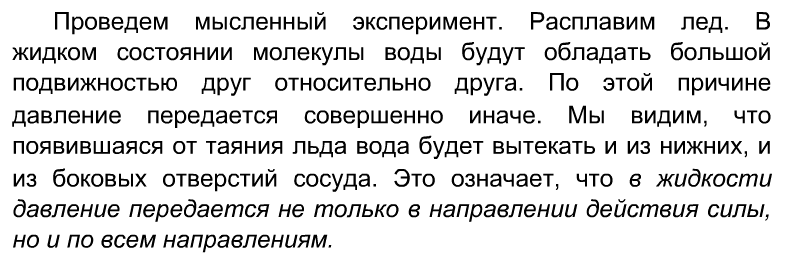 Проведем мысленный эксперимент. Расплавим лед. В
жидком состоянии молекулы воды будут обладать большой
подвижностью друг относительно друга. По этой причине
давление передается совершенно иначе. Мы видим, что
появившаяся от таяния льда вода будет вытекать и из нижних, и
из боковых отверстий сосуда. Это означает, что в жидкости
давление передается не только в направлении действия силы,
но и по всем направлениям.